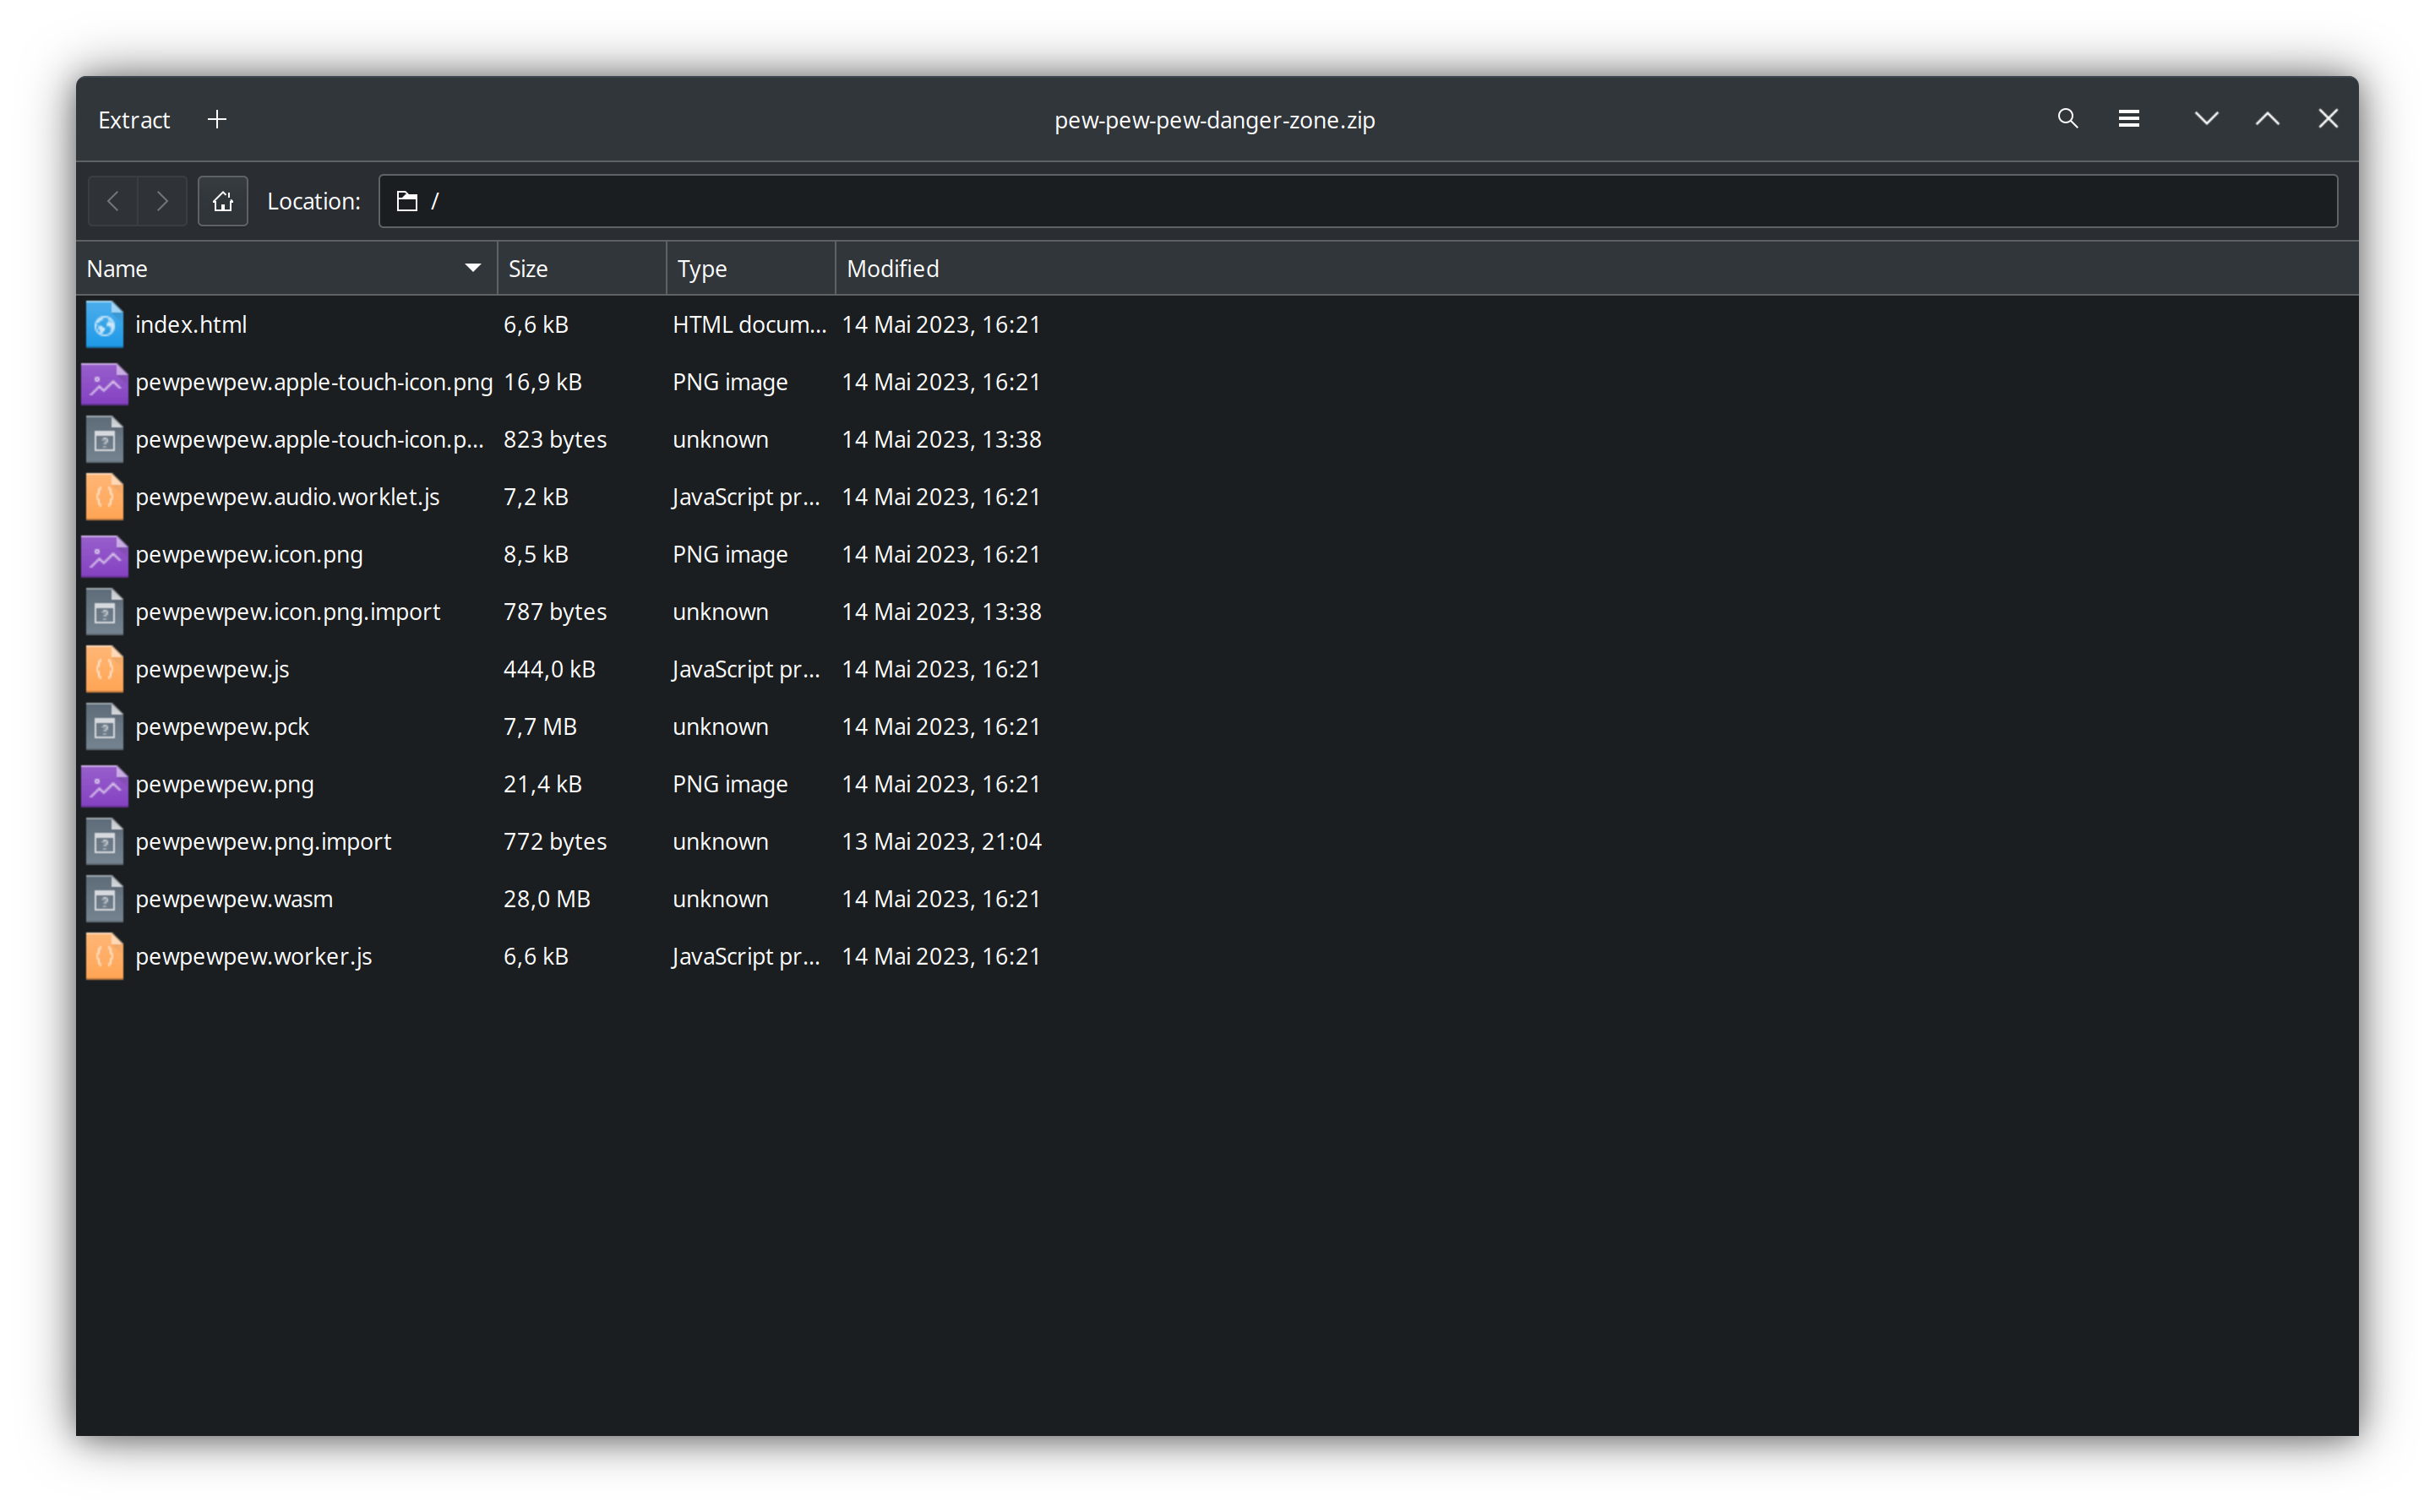 Extract + pew-pew-pew-danger-zone.zip
Location: /
Name Size Type Modified
index.html 6,6 kB HTML docum... 14 Mai 2023, 16:21
pewpewpew.apple-touch-icon.png 16,9 kB PNG image 14 Mai 2023, 16:21
pewpewpew.apple-touch-icon.p... 823 bytes unknown 14 Mai 2023, 13:38
pewpewpew.audio.worklet.js 7,2 kB JavaScript pr... 14 Mai 2023, 16:21
pewpewpew.icon.png 8,5 kB PNG image 14 Mai 2023, 16:21
pewpewpew.icon.png.import 787 bytes unknown 14 Mai 2023, 13:38
pewpewpew.js 444,0 kB JavaScript pr... 14 Mai 2023, 16:21
pewpewpew.pck 7,7 MB unknown 14 Mai 2023, 16:21
pewpewpew.png 21,4 kB PNG image 14 Mai 2023, 16:21
pewpewpew.png.import 772 bytes unknown 13 Mai 2023, 21:04
pewpewpew.wasm 28,0 MB unknown 14 Mai 2023, 16:21
pewpewpew.worker.js 6,6 kB JavaScript pr... 14 Mai 2023, 16:21